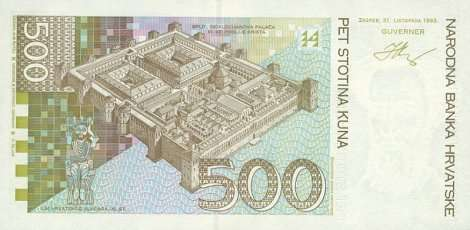 500
SPLIT, DIOKLECIJANOVA PALAČA
ZAGREB, 31. LISTOPADA 1993.
GUVERNER
NARODNA BANKA HRVATSKE
PET STOTINA KUNA
500